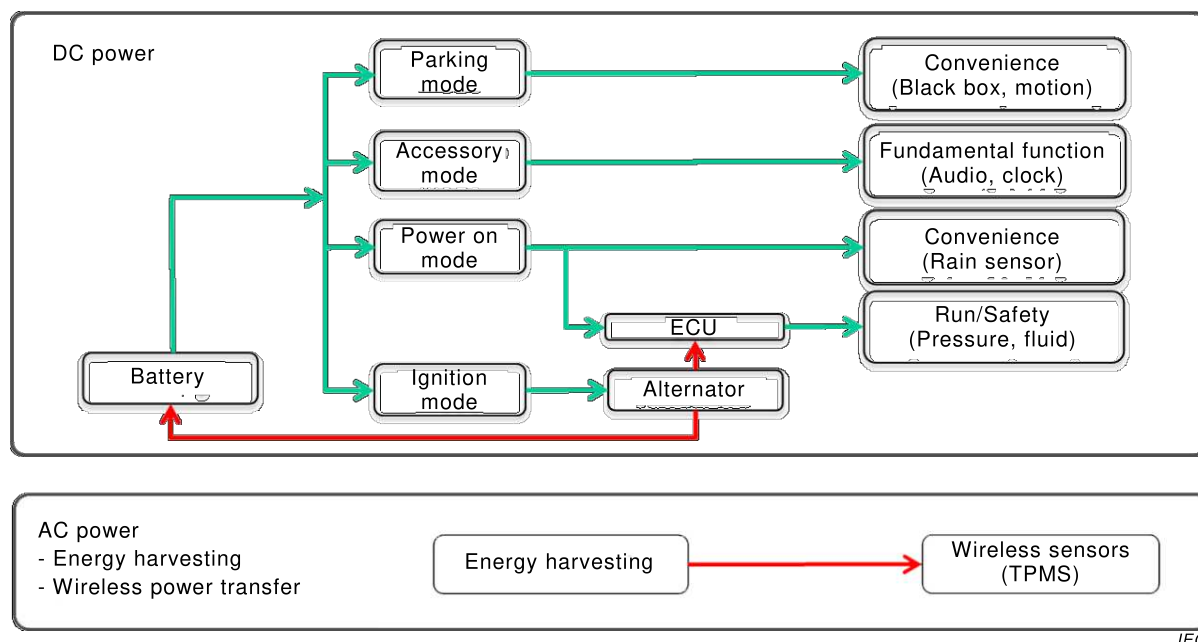 DC power
Parking
mode
Convenience
(Black box, motion)
Accessory
mode
Fundamental function
(Audio, clock)
Power on
mode
Convenience
(Rain sensor)
ECU
Run/Safety
(Pressure, fluid)
Battery
Ignition
mode
Alternator
AC power
- Energy harvesting
- Wireless power transfer
Energy harvesting
Wireless sensors
(TPMS)